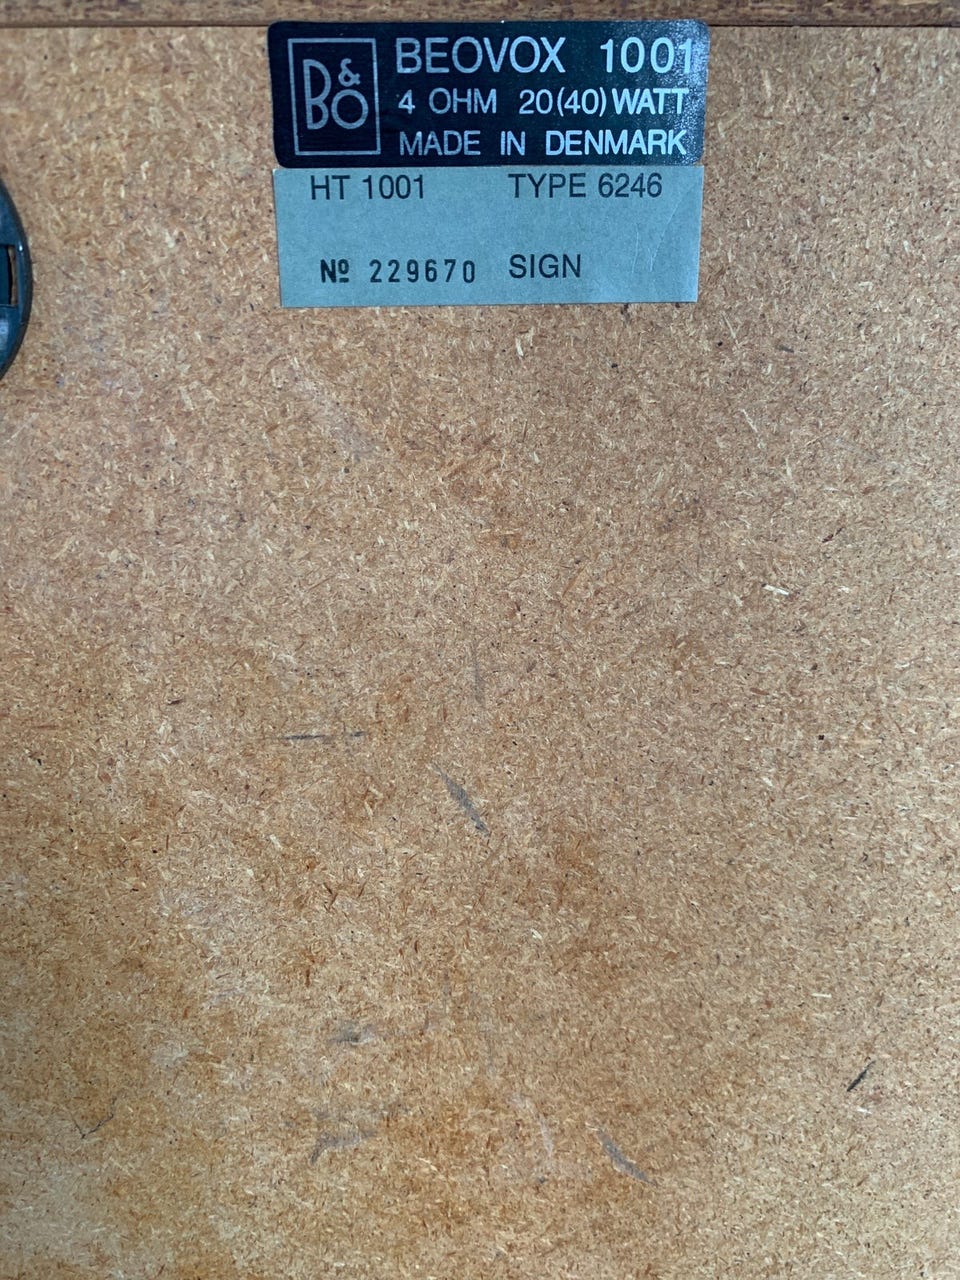 B&O
BEOVOX 1001
4 OHM 20(40) WATT
MADE IN DENMARK
HT 1001 TYPE 6246
Nº 229670 SIGN